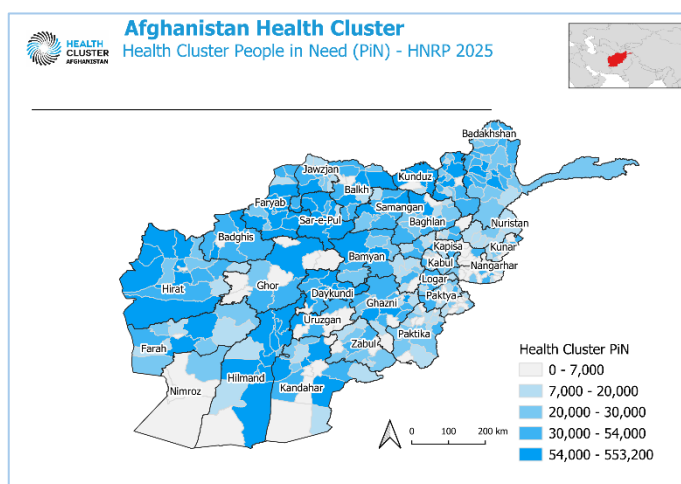 Afghanistan Health Cluster
HEALTH
CLUSTER
AFGHANISTAN
Health Cluster People in Need (PiN) - HNRP 2025
Badakhshan
Jawzjan
Kunduz
Balkh
Faryab
Samangan
Sar-e-Pul
Baghlan
Nuristan
Badghis
Kapisa
Kunar
Bamyan
Kabul
Nangarhar
Hirat
Ghor
Logar
Daykundi
Ghazni
Paktya
Uruzgan
Farah
Zabul
Paktika
Hilmand
Kandahar
Nimroz
Health Cluster PiN
0 - 7,000
7,000 - 20,000
20,000 - 30,000
30,000 - 54,000
54,000 - 553,200
0 100 200 km